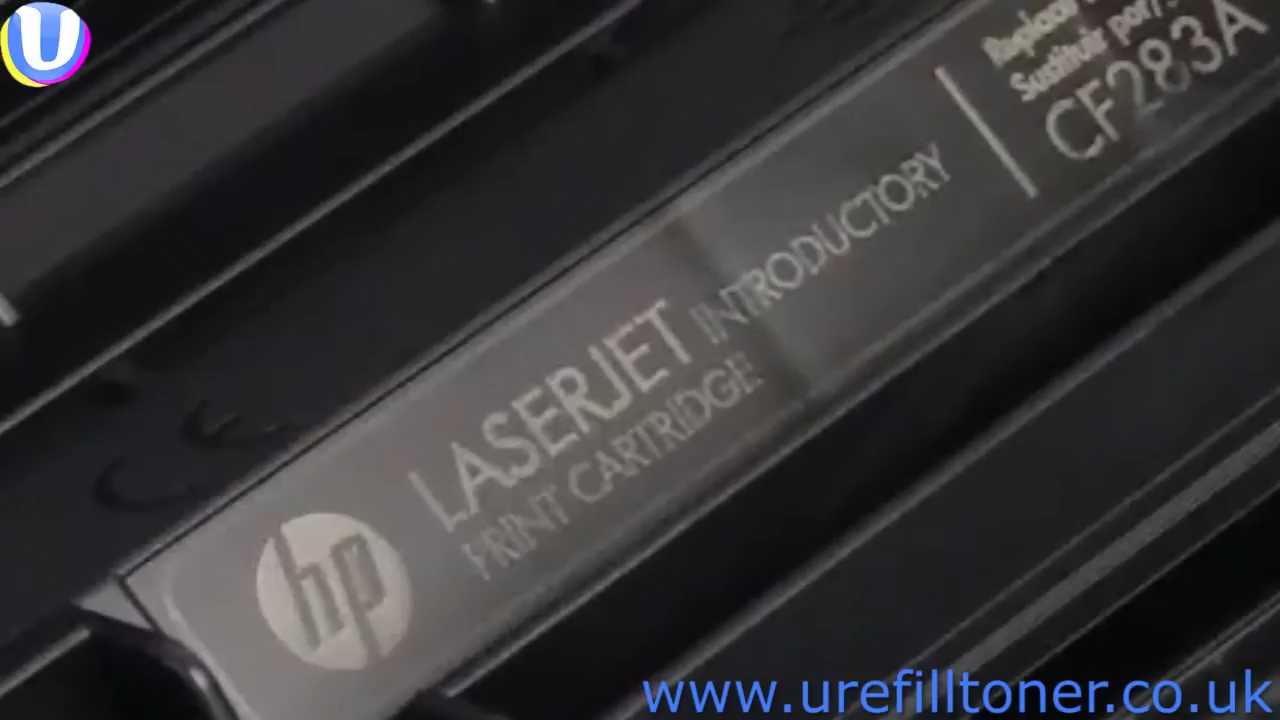 U
Sustituir por/
CF283A
LASERJET INTRODUCTORY
PRINT CARTRIDGE
hp
www.urefilltoner.co.uk